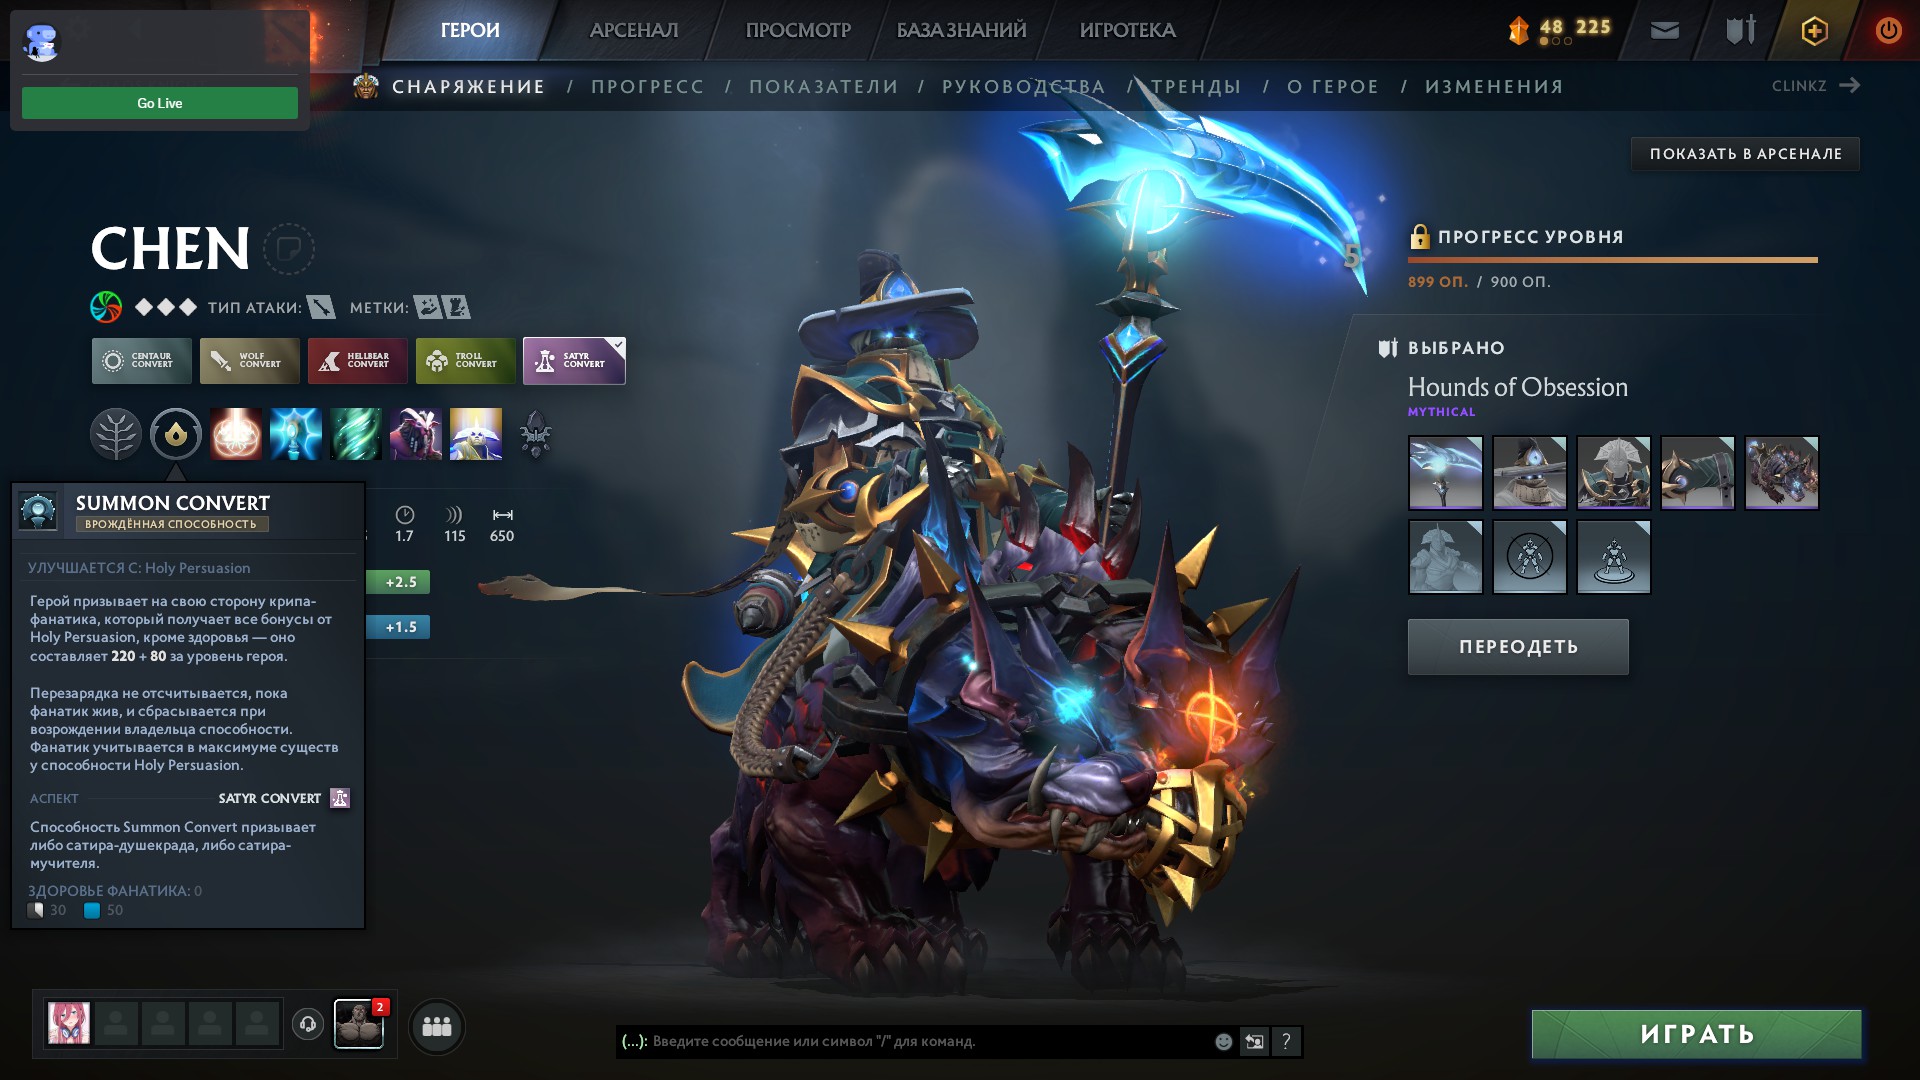 Go Live
ГЕРОИ
АРСЕНАЛ
ПРОСМОТР
БАЗА ЗНАНИЙ
ИГРОТЕКА
48 225
СНАРЯЖЕНИЕ / ПРОГРЕСС / ПОКАЗАТЕЛИ / РУКОВОДСТВА / ТРЕНДЫ / О ГЕРОЕ / ИЗМЕНЕНИЯ
CLINKZ
ПОКАЗАТЬ В АРСЕНАЛЕ
CHEN
ТИП АТАКИ:
МЕТКИ:
CENTAUR CONVERT
WOLF CONVERT
HELLBEAR CONVERT
TROLL CONVERT
SATYR CONVERT
SUMMON CONVERT
ВРОЖДЁННАЯ СПОСОБНОСТЬ
УЛУЧШАЕТСЯ С: Holy Persuasion
Герой призывает на свою сторону крипа-
фанатика, который получает все бонусы от
Holy Persuasion, кроме здоровья — оно
составляет 220 + 80 за уровень героя.
Перезарядка не отсчитывается, пока
фанатик жив, и сбрасывается при
возрождении владельца способности.
Фанатик учитывается в максимуме существ
у способности Holy Persuasion.
АСПЕКТ
SATYR CONVERT
Способность Summon Convert призывает
либо сатира-душекрада, либо сатира-
мучителя.
ЗДОРОВЬЕ ФАНАТИКА: 0
30
50
1.7
115
650
+2.5
+1.5
5
ПРОГРЕСС УРОВНЯ
899 ОП. / 900 ОП.
ВЫБРАНО
Hounds of Obsession
MYTHICAL
ПЕРЕОДЕТЬ
2
(...): Введите сообщение или символ "/" для команд.
?
ИГРАТЬ